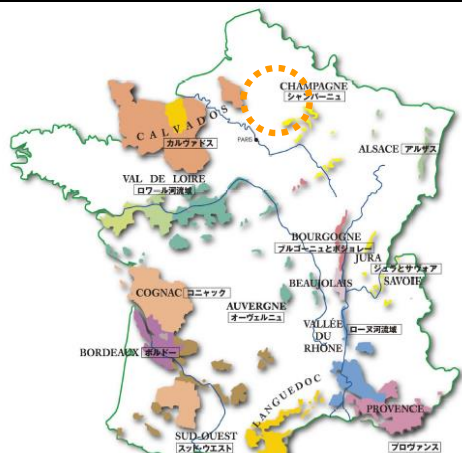 CHAMPAGNE
シャンパーニュ
CALVADOS
カルヴァドス
PARIS
ALSACE アルザス
VAL DE LOIRE
ロワール河流域
BOURGOGNE
ブルゴーニュとボジョレー
JURA
ジュラとサヴォア
SAVOIE
BEAUJOLAIS
COGNAC コニャック
AUVERGNE
オーヴェルニュ
VALLÉE
DU
RHÔNE
ローヌ河流域
BORDEAUX ボルドー
LANGUEDOC
PROVENCE
プロヴァンス
SUD-OUEST
スッド・ウエスト